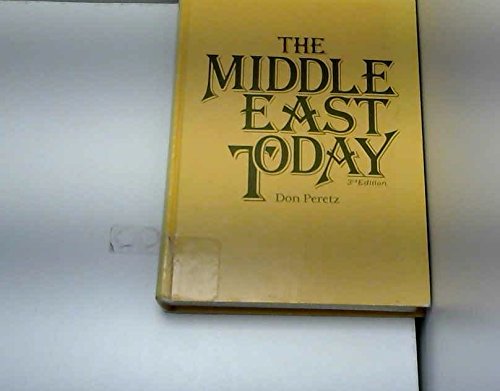 THE
MIDDLE
EAST
TODAY
3rd Edition
Don Peretz